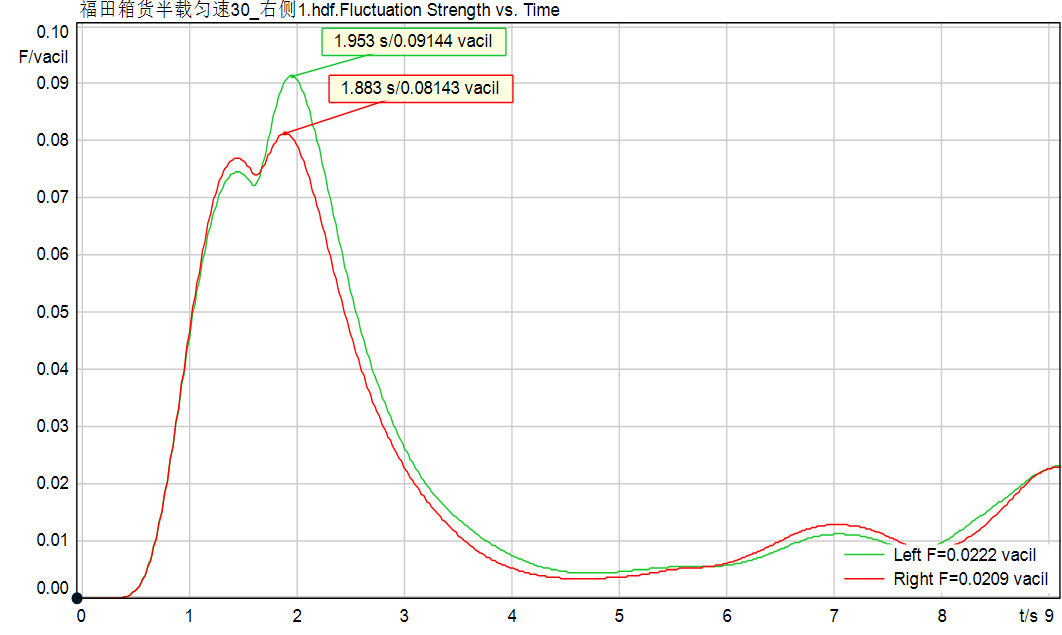 福田箱货半载匀速30_右侧1.hdf.Fluctuation Strength vs. Time
0.10
F/vacil
0.09
0.08
0.07
0.06
0.05
0.04
0.03
0.02
0.01
0.00
1.953 s/0.09144 vacil
1.883 s/0.08143 vacil
Left F=0.0222 vacil
Right F=0.0209 vacil
0 1 2 3 4 5 6 7 8 t/s 9